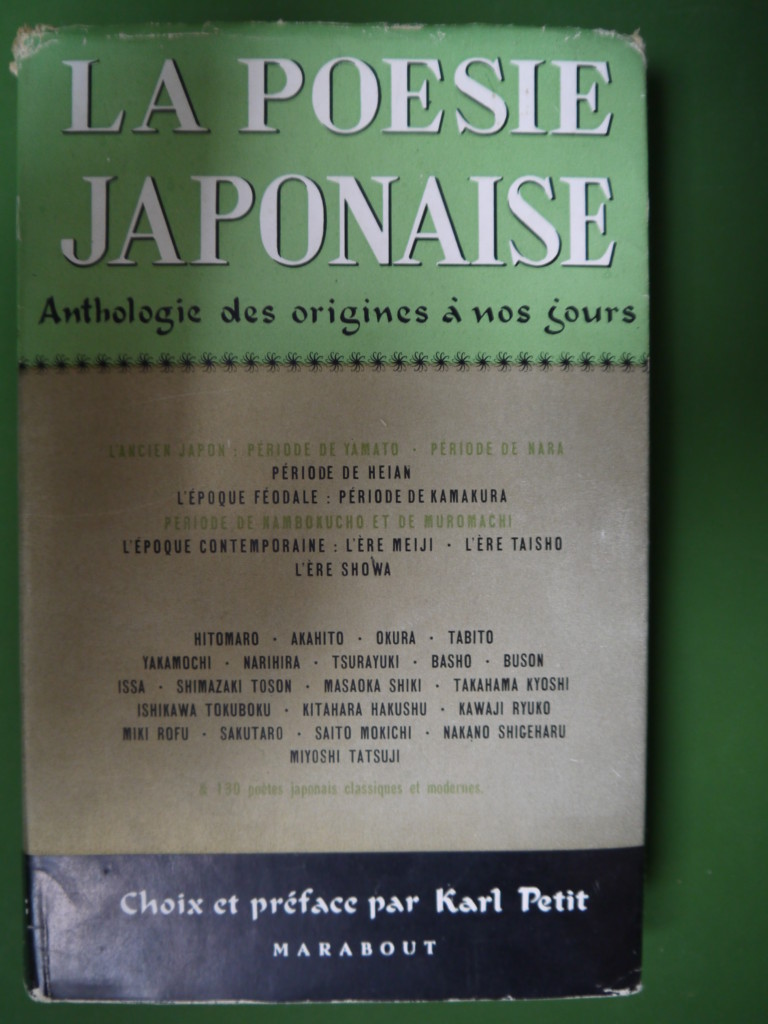 LA POESIE
JAPONAISE
Anthologie des origines à nos jours
L'ANCIEN JAPON : PÉRIODE DE YAMATO · PÉRIODE DE NARA
PÉRIODE DE HEIAN
L'ÉPOQUE FÉODALE : PÉRIODE DE KAMAKURA
PÉRIODE DE NAMBOKUCHO ET DE MUROMACHI
L'ÉPOQUE CONTEMPORAINE : L'ÈRE MEIJI · L'ÈRE TAISHO
L'ÈRE SHOWA
HITOMARO · AKAHITO · OKURA · TABITO
YAKAMOCHI · NARIHIRA · TSURAYUKI · BASHO · BUSON
ISSA · SHIMAZAKI TOSON · MASAOKA SHIKI · TAKAHAMA KYOSHI
ISHIKAWA TOKUBOKU · KITAHARA HAKUSHU · KAWAJI RYUKO
MIKI ROFU · SAKUTARO · SAITO MOKICHI · NAKANO SHIGEHARU
MIYOSHI TATSUJI
& 190 poètes japonais classiques et modernes.
Choix et préface par Karl Petit
MARABOUT